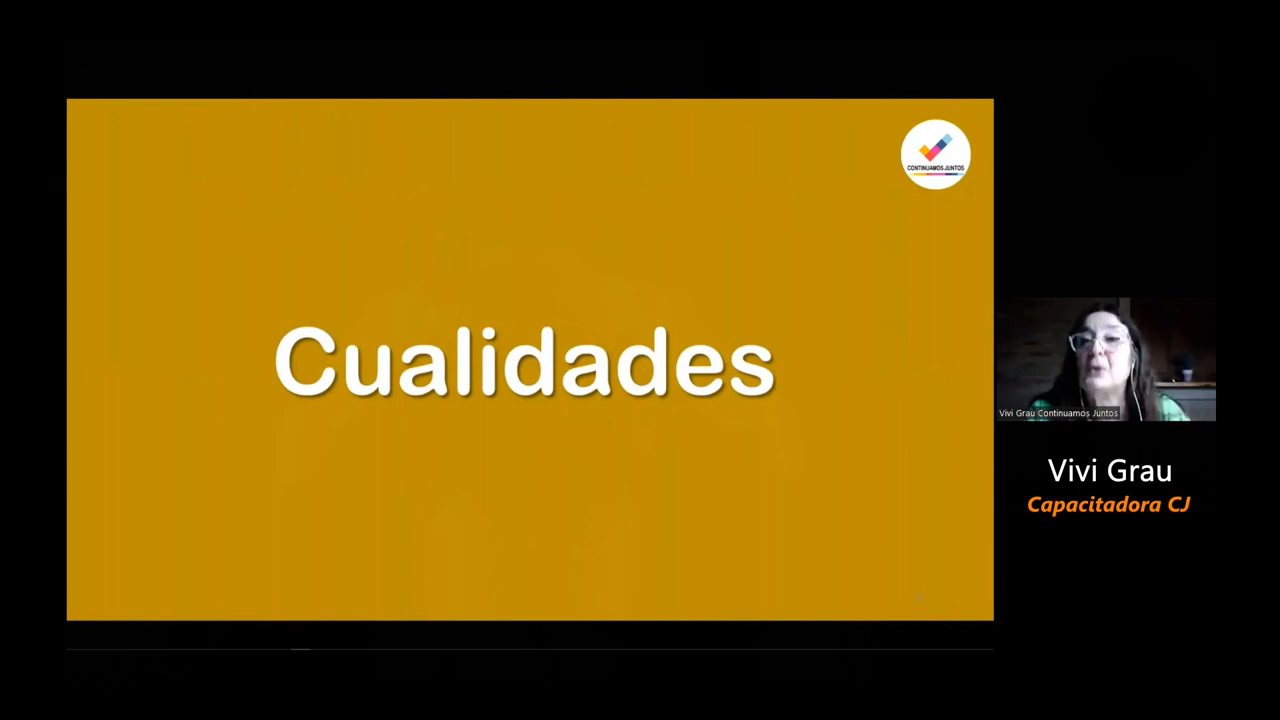 CONTINUAMOS JUNTOS
Cualidades
Vivi Grau Continuamos Juntos
Vivi Grau
Capacitadora CJ